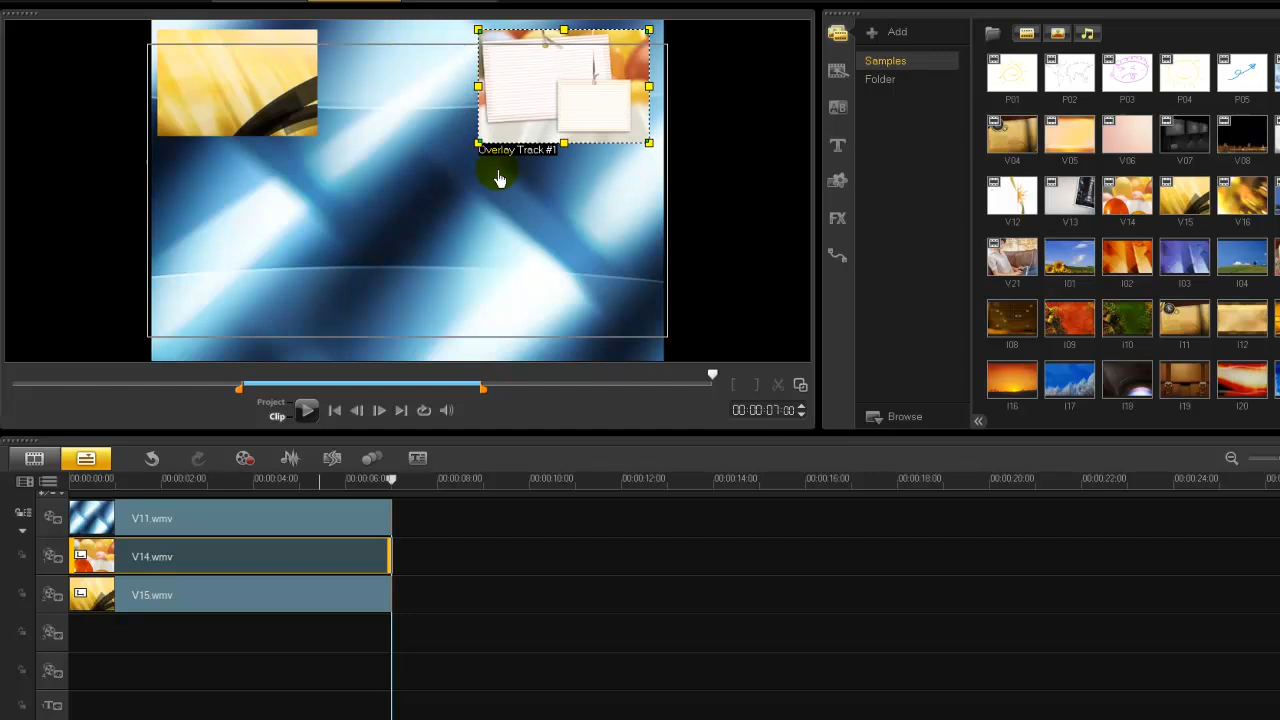 Add
Samples
Folder
P01
P02
P03
P04
P05
V04
V05
V06
V07
V08
V12
V13
V14
V15
V16
V21
I01
I02
I03
I04
I08
I09
I10
I11
I12
I16
I17
I18
I19
I20
Browse
AB
T
FX
Overlay Track #1
Project
Clip
00:00:07:00
00:00:00:00
00:00:02:00
00:00:04:00
00:00:08:00
00:00:10:00
00:00:12:00
00:00:14:00
00:00:16:00
00:00:18:00
00:00:20:00
00:00:22:00
00:00:24:00
V11.wmv
V14.wmv
V15.wmv